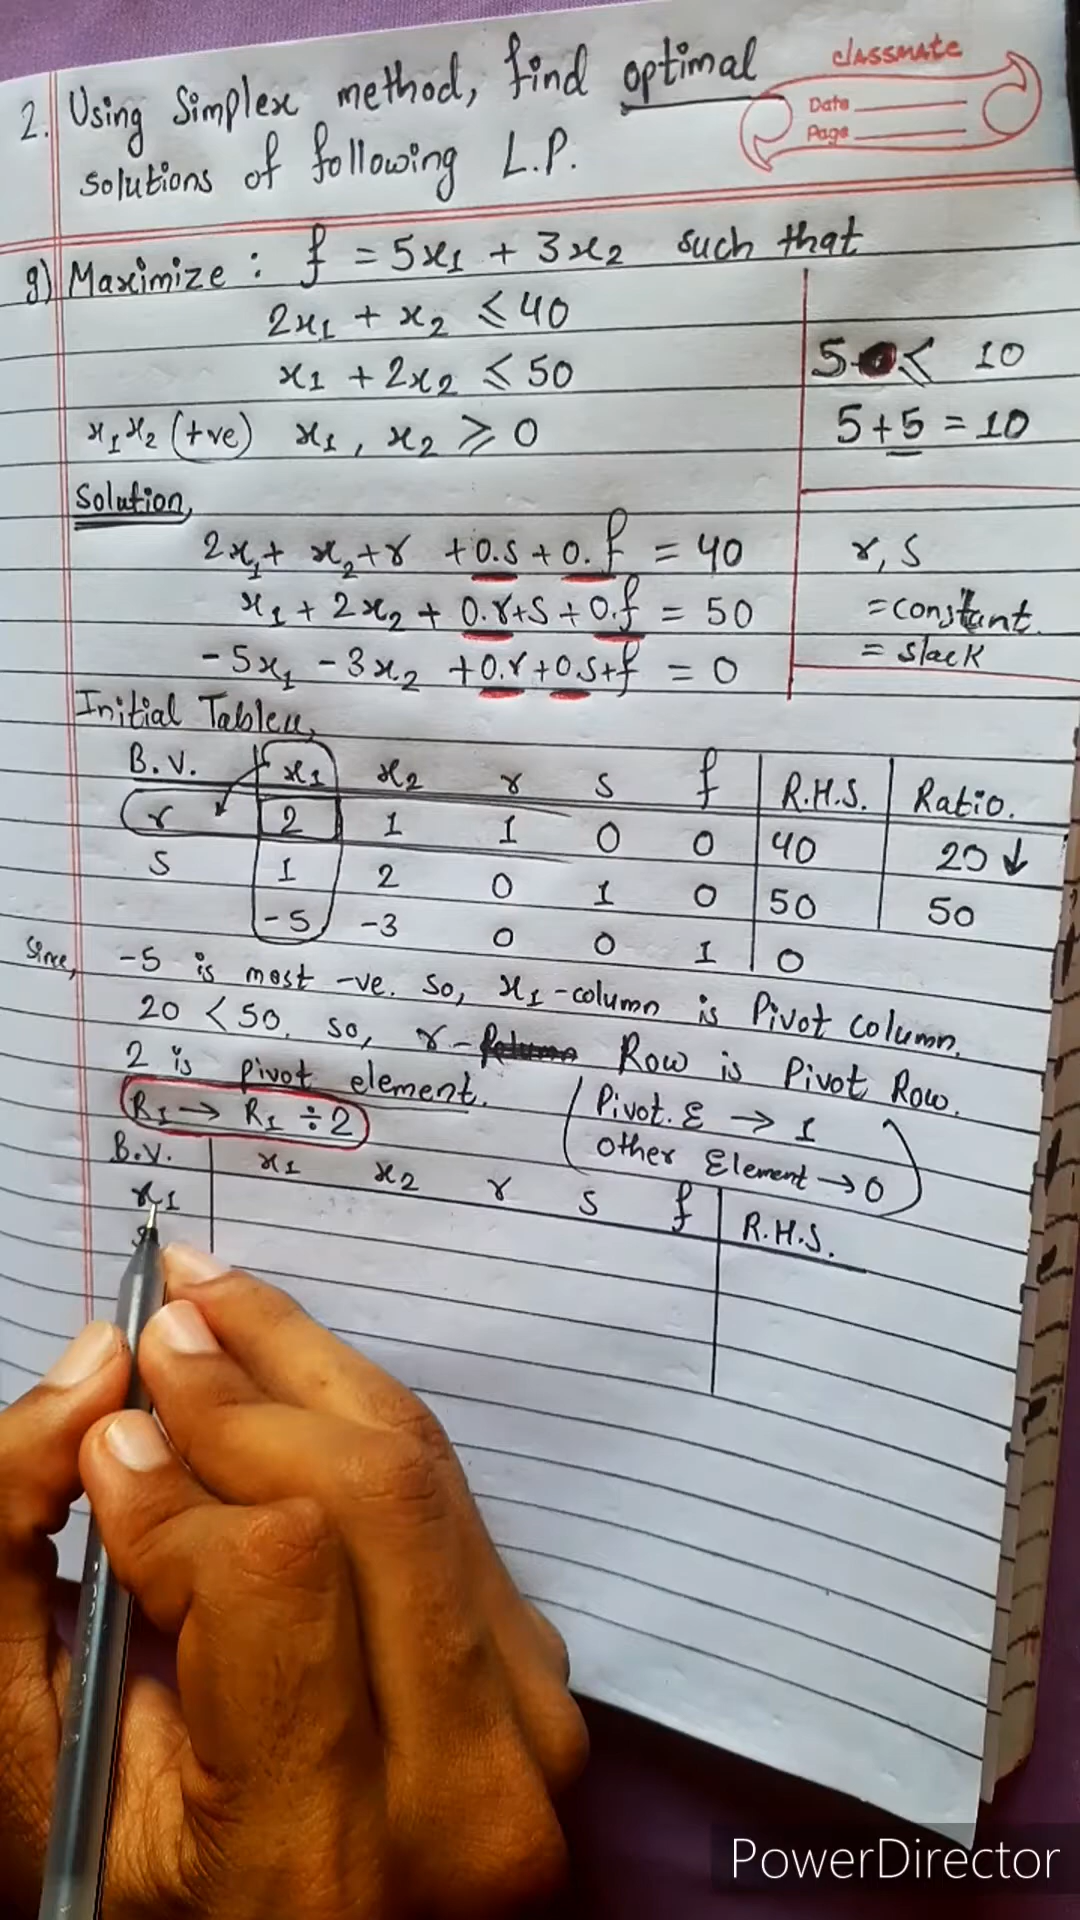 classmate
Date
Page
2. Using Simplex method, find optimal
solutions of following L.P.
g) Maximize : f = 5x₁ + 3x₂ such that
2x₁ + x₂ ≤ 40
x₁ + 2x₂ ≤ 50
x₁x₂ (+ve) x₁, x₂ ≥ 0
5 ≤ 10
5 + 5 = 10
Solution,
2x₁ + x₂ + r + 0.s + 0.f = 40
x₁ + 2x₂ + 0.r + s + 0.f = 50
-5x₁ - 3x₂ + 0.r + 0.s + f = 0
r, s
= constant.
= slack
Initial Tableu,
B.V. x₁ x₂ r s f R.H.S. Ratio.
r 2 1 1 0 0 40 20 ↓
s 1 2 0 1 0 50 50
-5 -3 0 0 1 0
Since, -5 is most -ve. So, x₁-column is Pivot column.
20 < 50. so, r- Row is Pivot Row.
2 is pivot element.
R₁ → R₁ ÷ 2
(Pivot. E → 1
other Element → 0)
B.V. x₁ x₂ r s f R.H.S.
x₁
PowerDirector